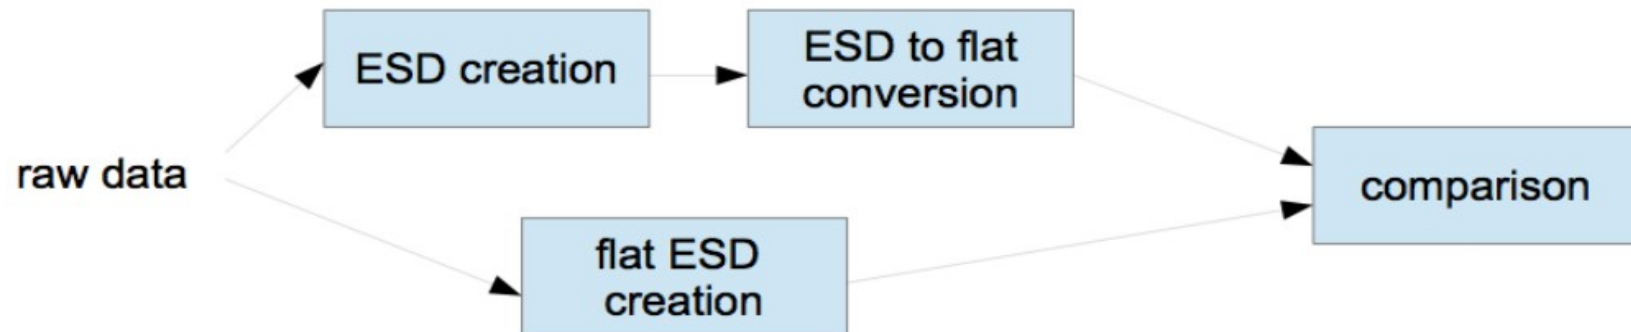 ESD creation
ESD to flat
conversion
raw data
comparison
flat ESD
creation